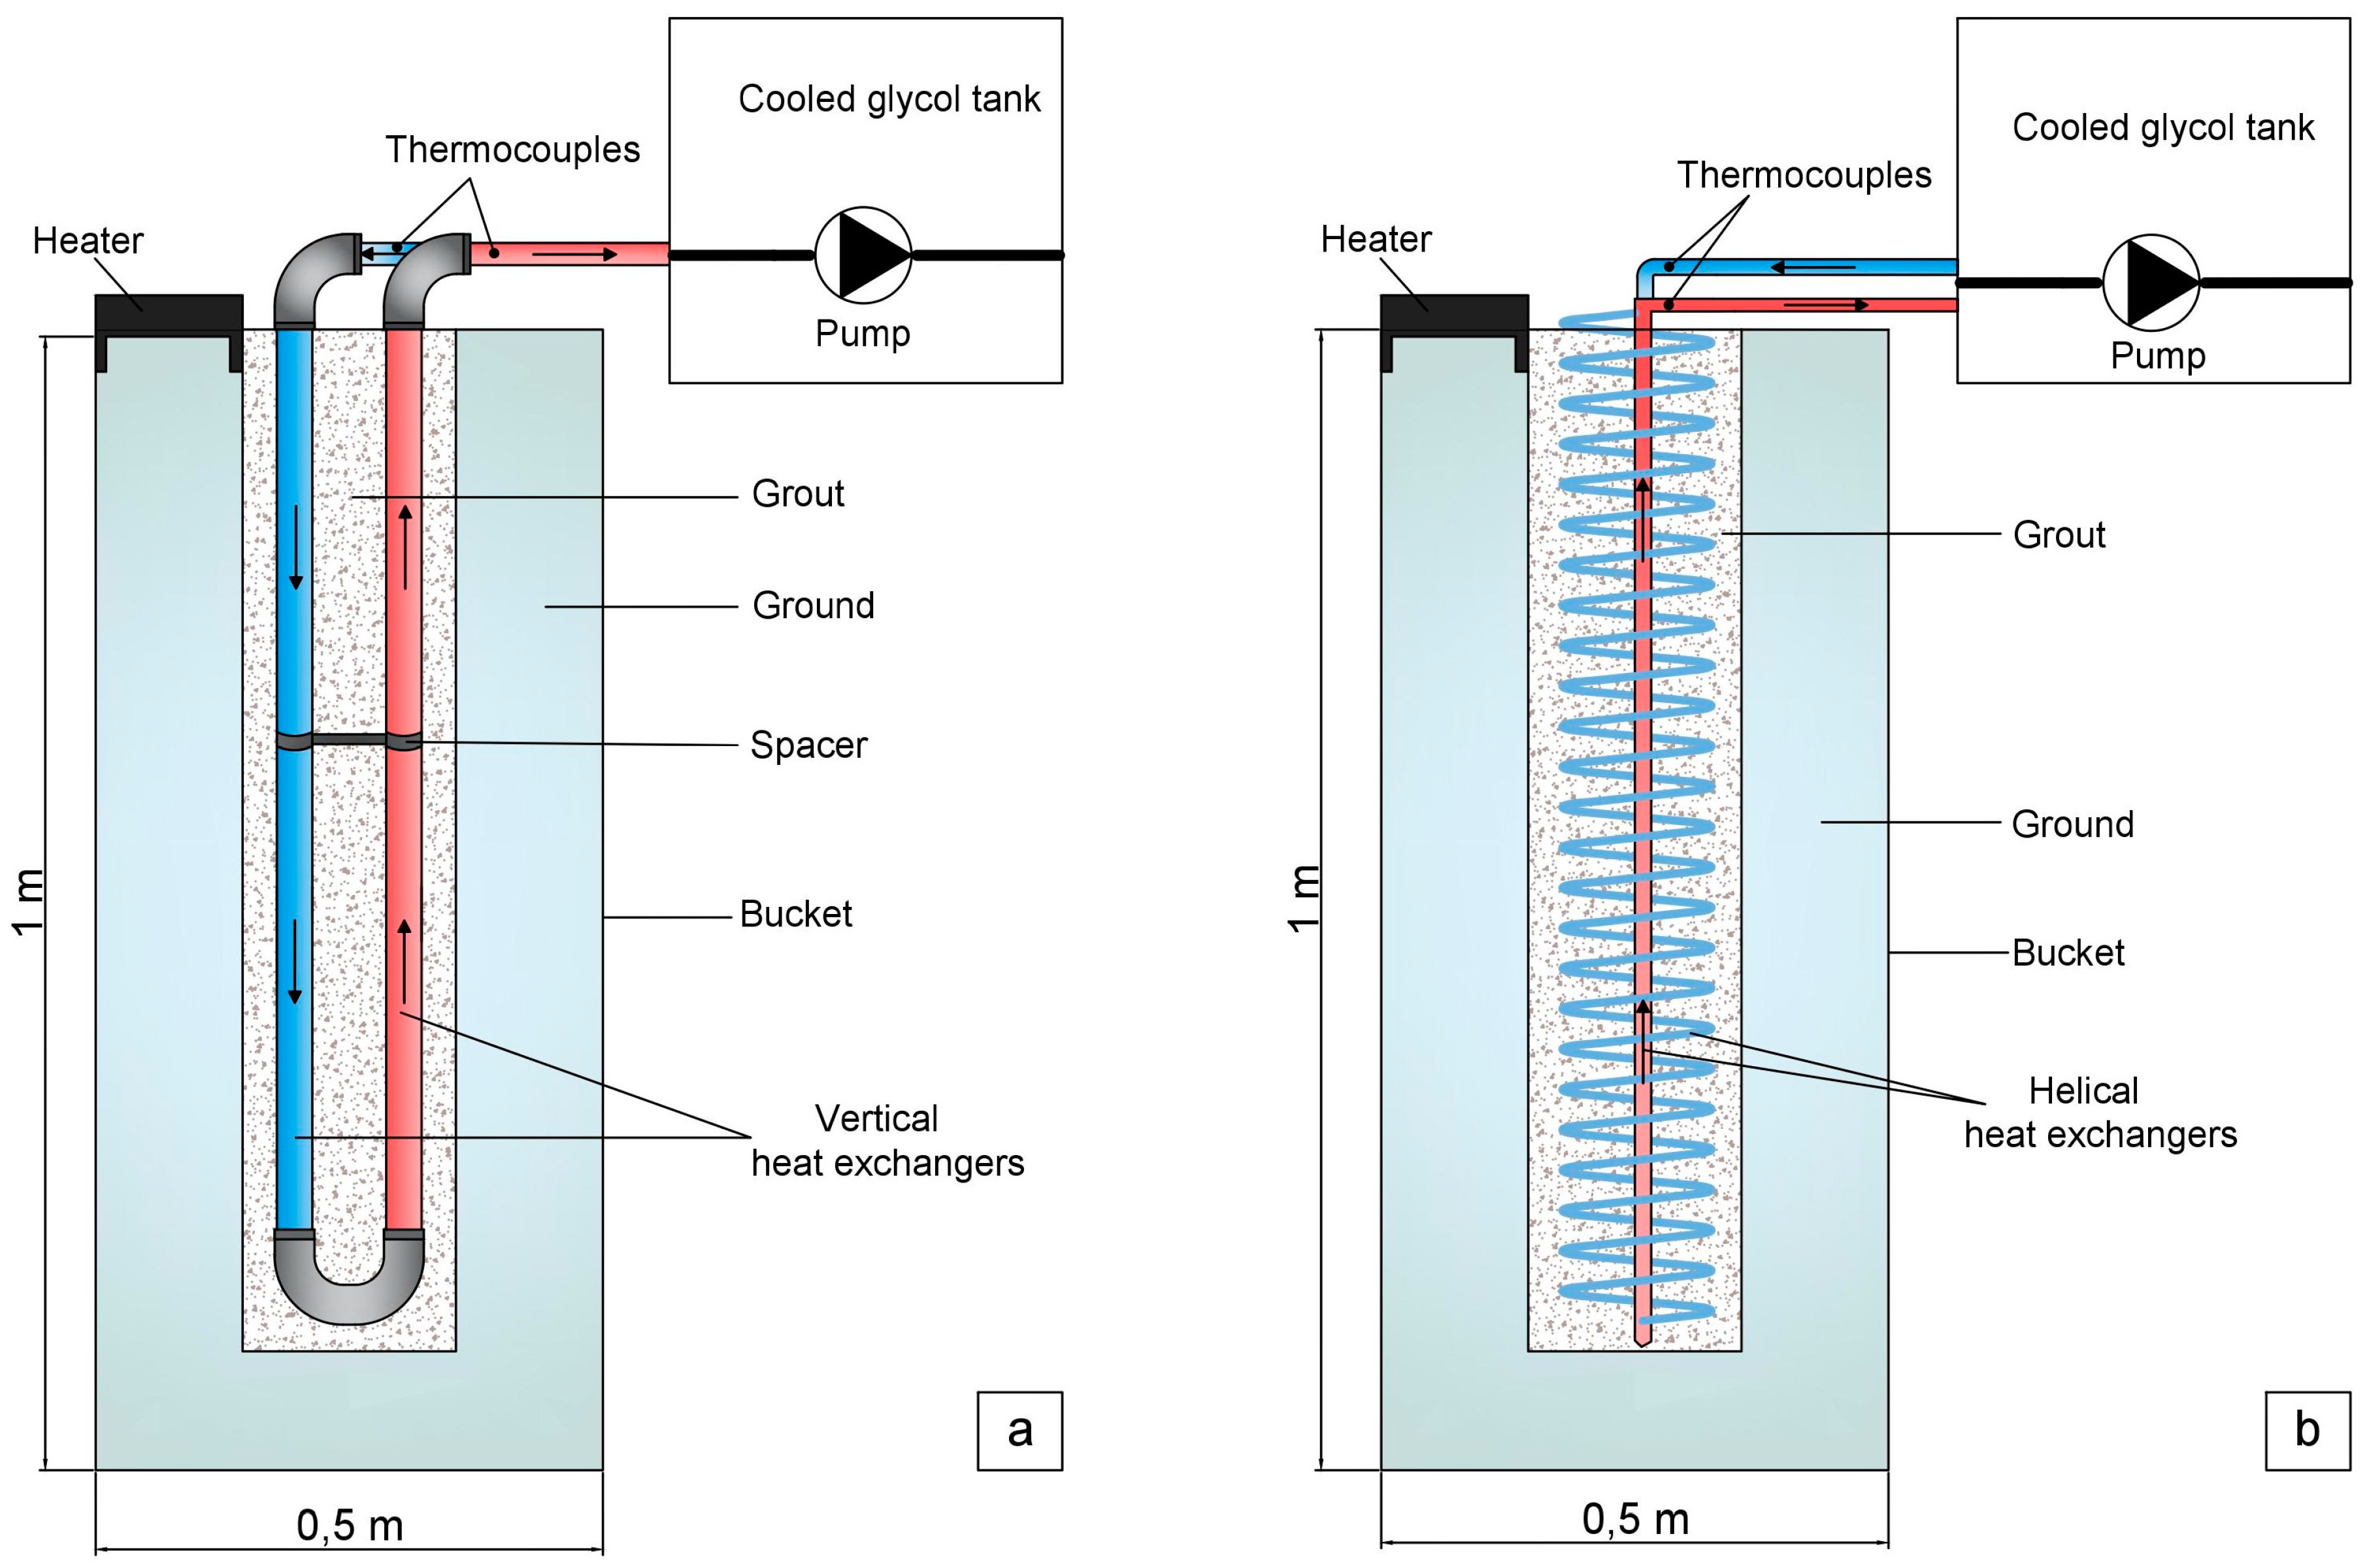 Cooled glycol tank
Thermocouples
Heater
Pump
Grout
Ground
Spacer
Bucket
Vertical
heat exchangers
1 m
0,5 m
a
Cooled glycol tank
Thermocouples
Heater
Pump
Grout
Ground
Bucket
Helical
heat exchangers
1 m
0,5 m
b